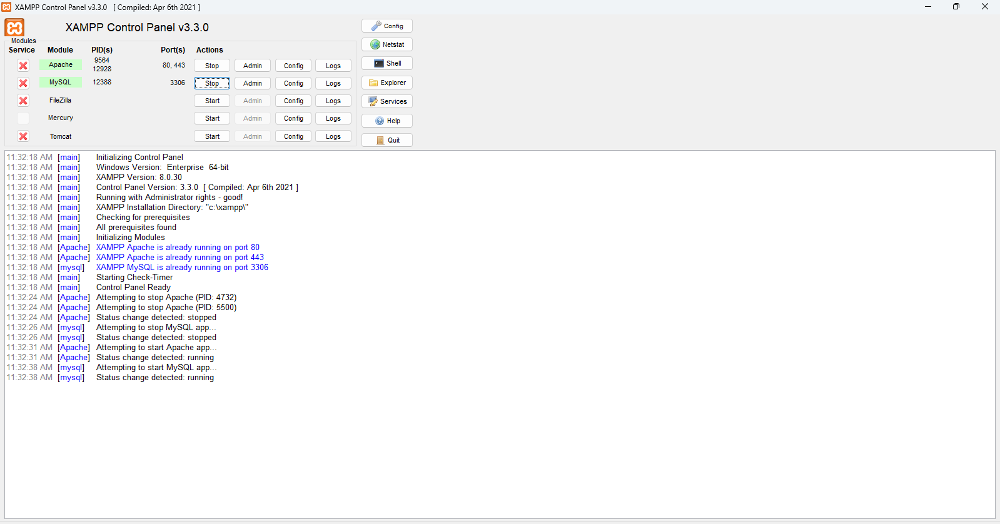 XAMPP Control Panel v3.3.0 [ Compiled: Apr 6th 2021 ]
XAMPP Control Panel v3.3.0
Modules
Service Module PID(s) Port(s) Actions
Apache 9564 12928 80, 443 Stop Admin Config Logs
MySQL 12388 3306 Stop Admin Config Logs
FileZilla Start Admin Config Logs
Mercury Start Admin Config Logs
Tomcat Start Admin Config Logs
Config
Netstat
Shell
Explorer
Services
Help
Quit
11:32:18 AM [main] Initializing Control Panel
11:32:18 AM [main] Windows Version: Enterprise 64-bit
11:32:18 AM [main] XAMPP Version: 8.0.30
11:32:18 AM [main] Control Panel Version: 3.3.0 [ Compiled: Apr 6th 2021 ]
11:32:18 AM [main] Running with Administrator rights - good!
11:32:18 AM [main] XAMPP Installation Directory: "c:\xampp\"
11:32:18 AM [main] Checking for prerequisites
11:32:18 AM [main] All prerequisites found
11:32:18 AM [main] Initializing Modules
11:32:18 AM [Apache] XAMPP Apache is already running on port 80
11:32:18 AM [Apache] XAMPP Apache is already running on port 443
11:32:18 AM [mysql] XAMPP MySQL is already running on port 3306
11:32:18 AM [main] Starting Check-Timer
11:32:18 AM [main] Control Panel Ready
11:32:24 AM [Apache] Attempting to stop Apache (PID: 4732)
11:32:24 AM [Apache] Attempting to stop Apache (PID: 5500)
11:32:24 AM [Apache] Status change detected: stopped
11:32:26 AM [mysql] Attempting to stop MySQL app...
11:32:26 AM [mysql] Status change detected: stopped
11:32:31 AM [Apache] Attempting to start Apache app...
11:32:31 AM [Apache] Status change detected: running
11:32:38 AM [mysql] Attempting to start MySQL app...
11:32:38 AM [mysql] Status change detected: running